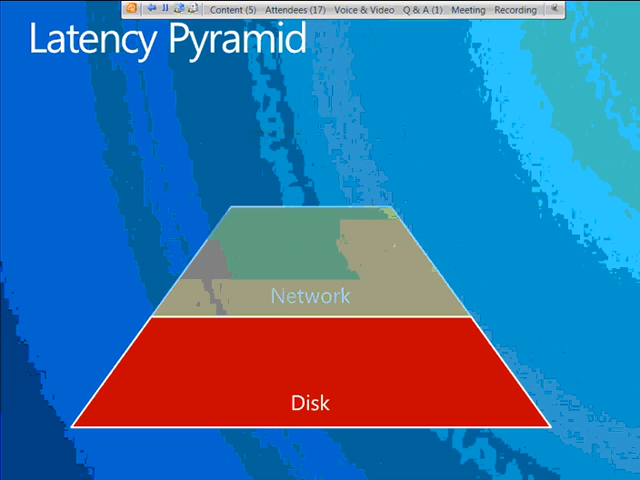 Content (5) Attendees (17) Voice & Video Q & A (1) Meeting Recording
Latency Pyramid
Network
Disk